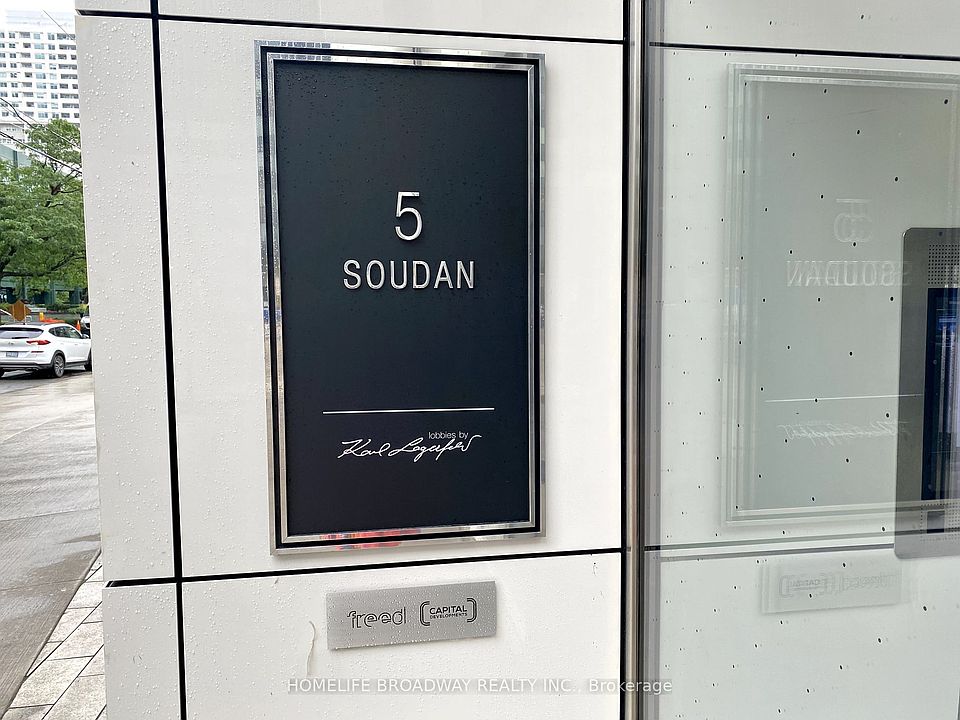 5
SOUDAN
lobbies by
Karl Lagerfeld
freed [CAPITAL
DEVELOPMENTS]
HOMELIFE BROADWAY REALTY INC., Brokerage